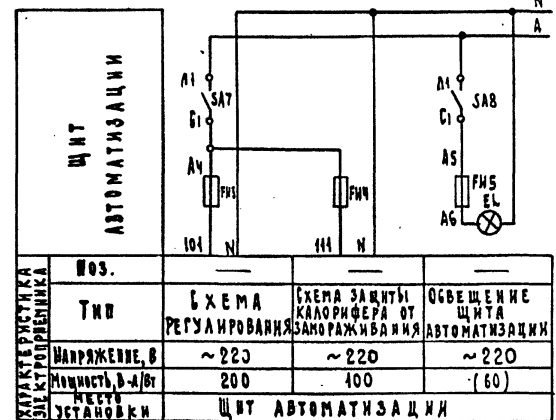 N
A
Л1
SA7
С1
А4
FU3
FU4
101
N
111
N
Л1
SA8
С1
А5
FU5
EL
А6
ЩИТ
АВТОМАТИЗАЦИИ
ХАРАКТЕРИСТИКА
ЭЛЕКТРОПРИЕМНИКА
ПОЗ.
— — —
ТИП
СХЕМА
РЕГУЛИРОВАНИЯ
СХЕМА ЗАЩИТЫ
КАЛОРИФЕРА ОТ
ЗАМОРАЖИВАНИЯ
ОСВЕЩЕНИЕ
ЩИТА
АВТОМАТИЗАЦИИ
НАПРЯЖЕНИЕ, В
~220 ~220 ~220
МОЩНОСТЬ, В-А/ВТ
200 100 (60)
МЕСТО
УСТАНОВКИ
ЩИТ АВТОМАТИЗАЦИИ